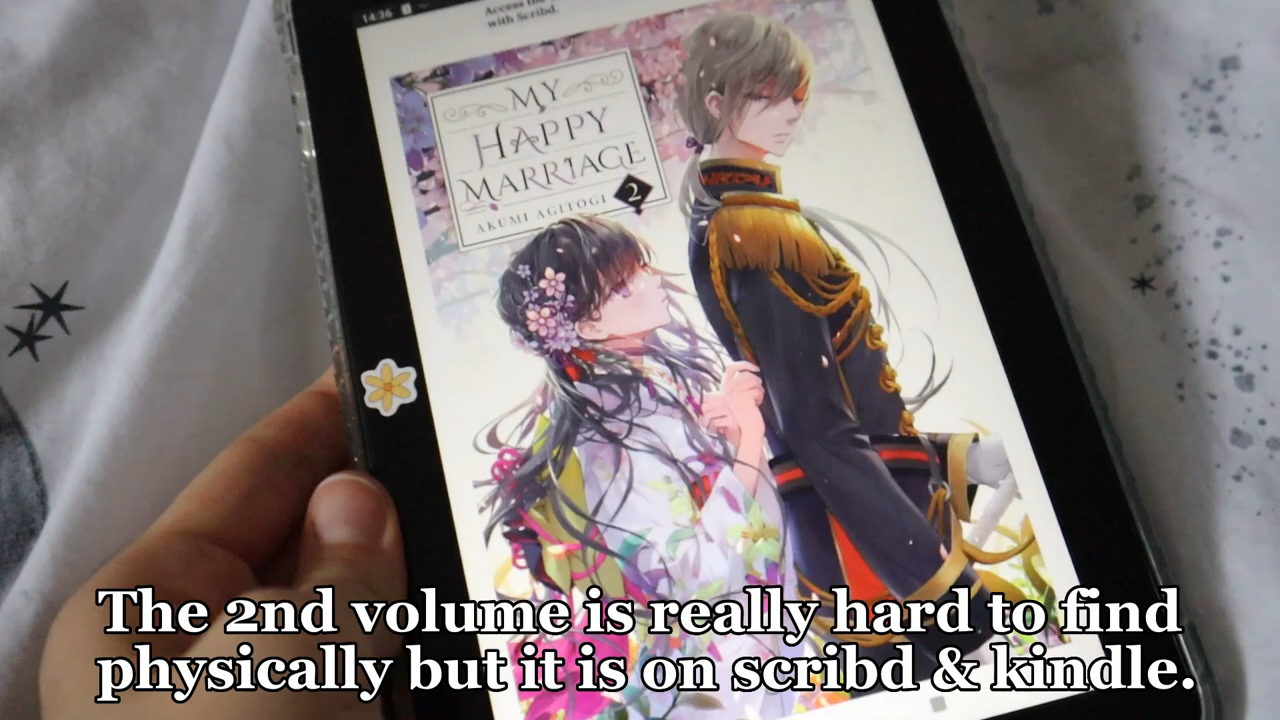 14:36
Access the
with Scribd.
MY
HAPPY
MARRIAGE
AKUMI AGITOGI
2
The 2nd volume is really hard to find
physically but it is on scribd & kindle.